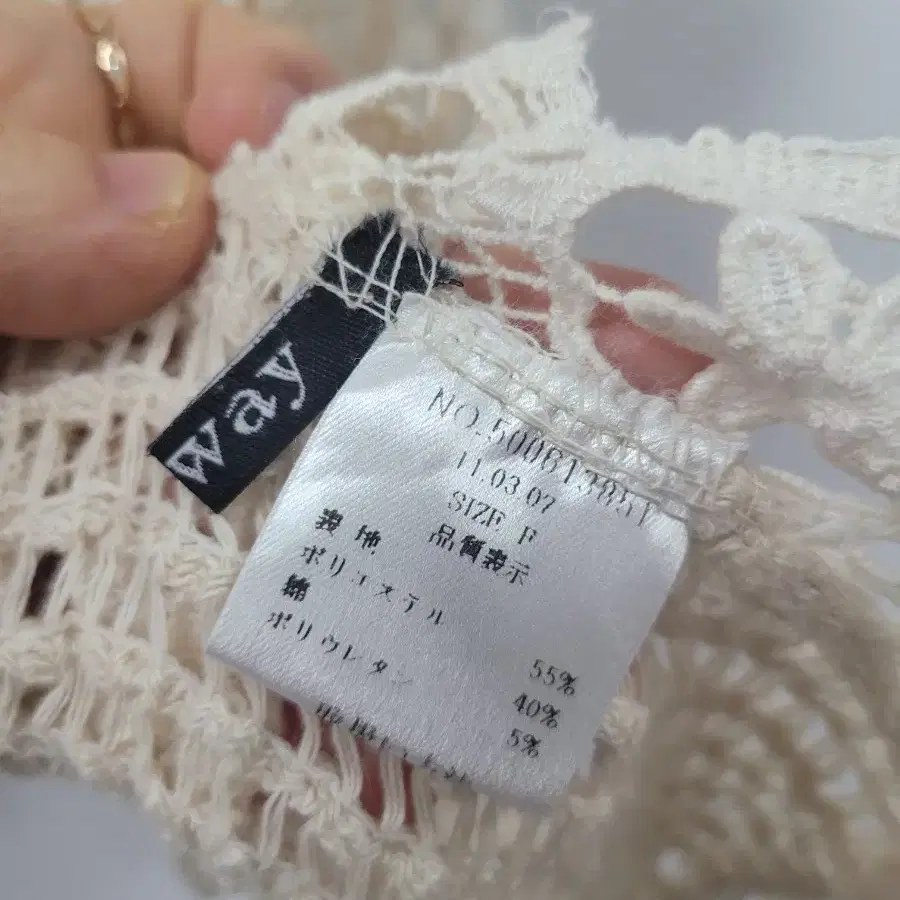 way
NO.500613851
11.03.07
SIZE F
品質表示
表地
ポリエステル 55%
綿 40%
ポリウレタン 5%